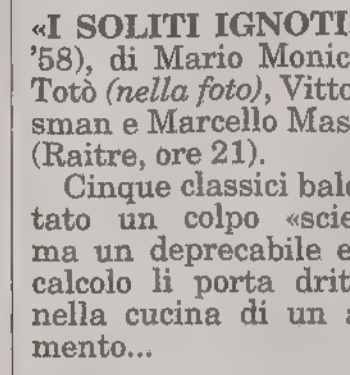 «I SOLITI IGNOTI
'58), di Mario Monic
Totò (nella foto), Vitto
sman e Marcello Mas
(Raitre, ore 21).
Cinque classici bal
tato un colpo «scie
ma un deprecabile e
calcolo li porta drit
nella cucina di un a
mento...